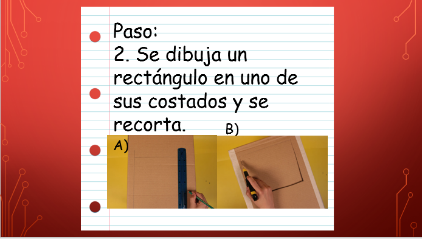 Paso:
2. Se dibuja un
rectángulo en uno de
sus costados y se
recorta.
B)
A)